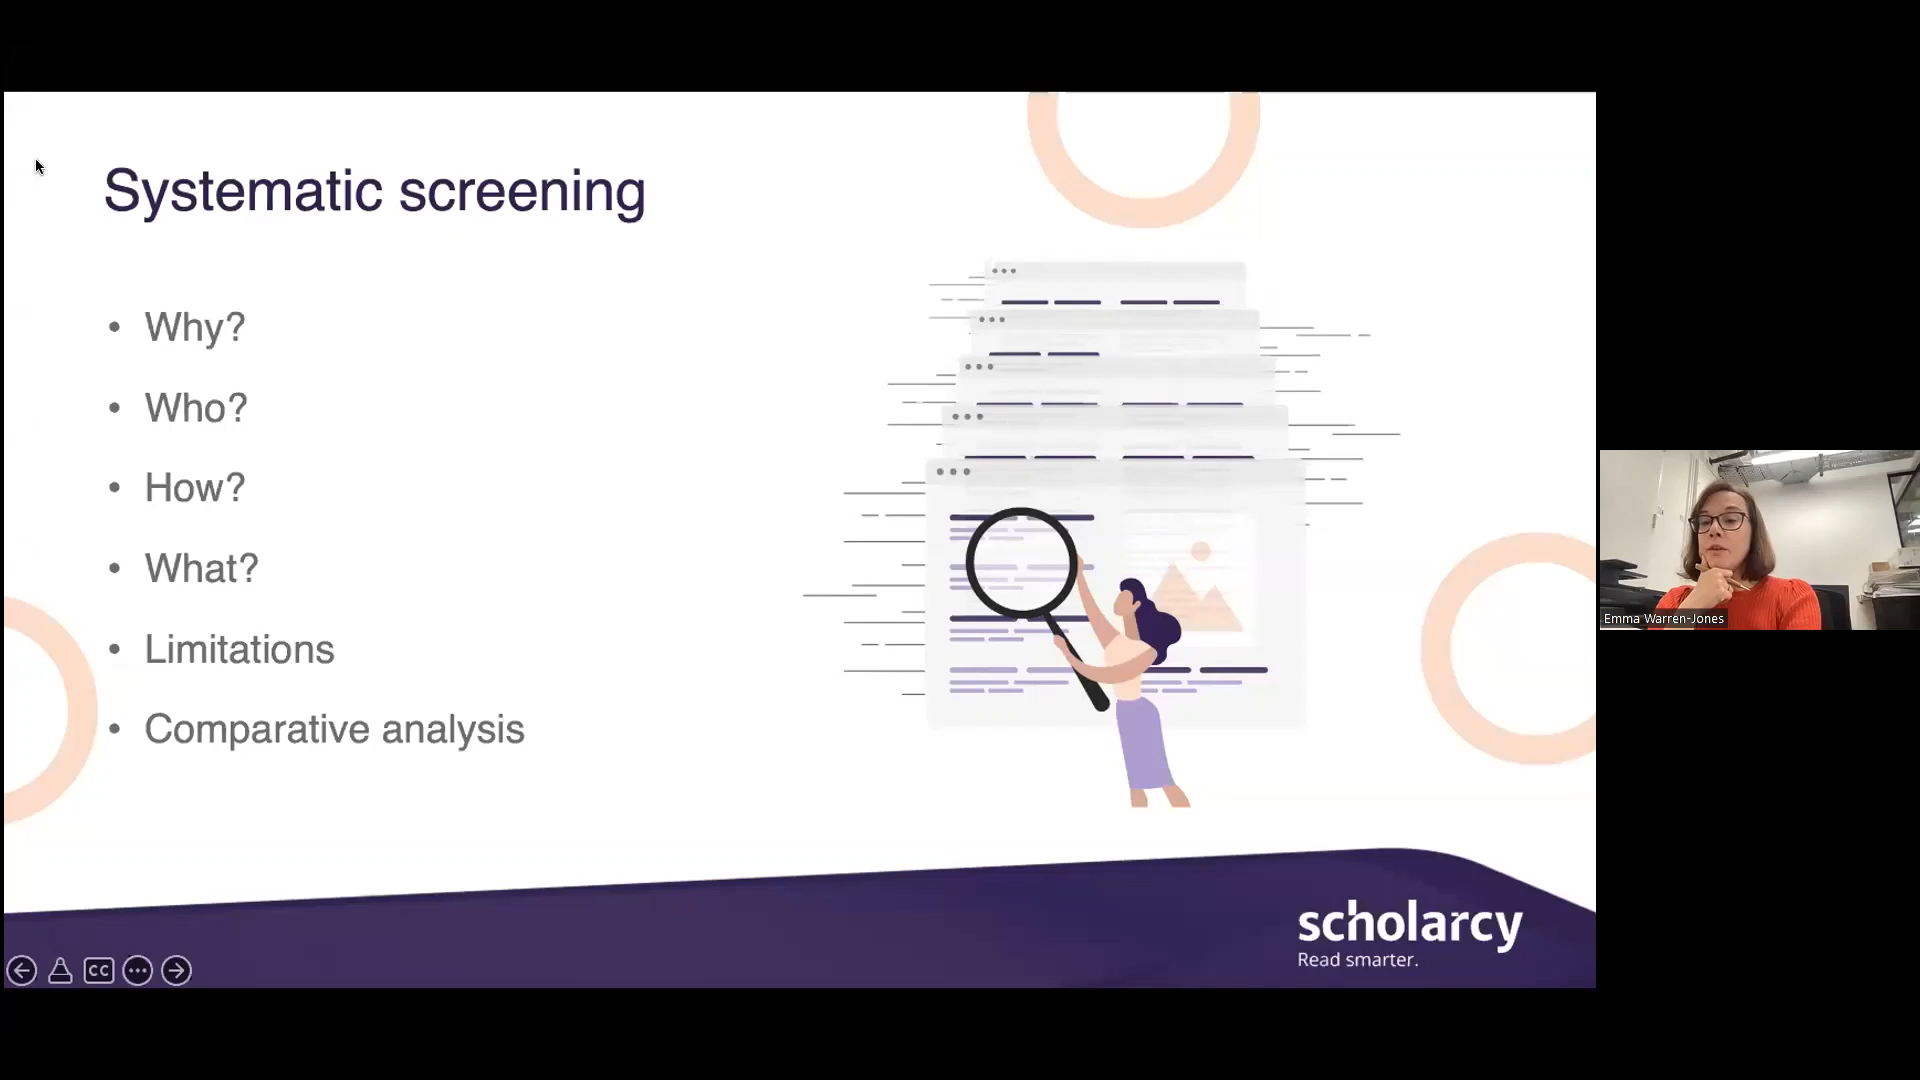 Systematic screening
• Why?
• Who?
• How?
• What?
• Limitations
• Comparative analysis
scholarcy
Read smarter.
CC
Emma Warren-Jones